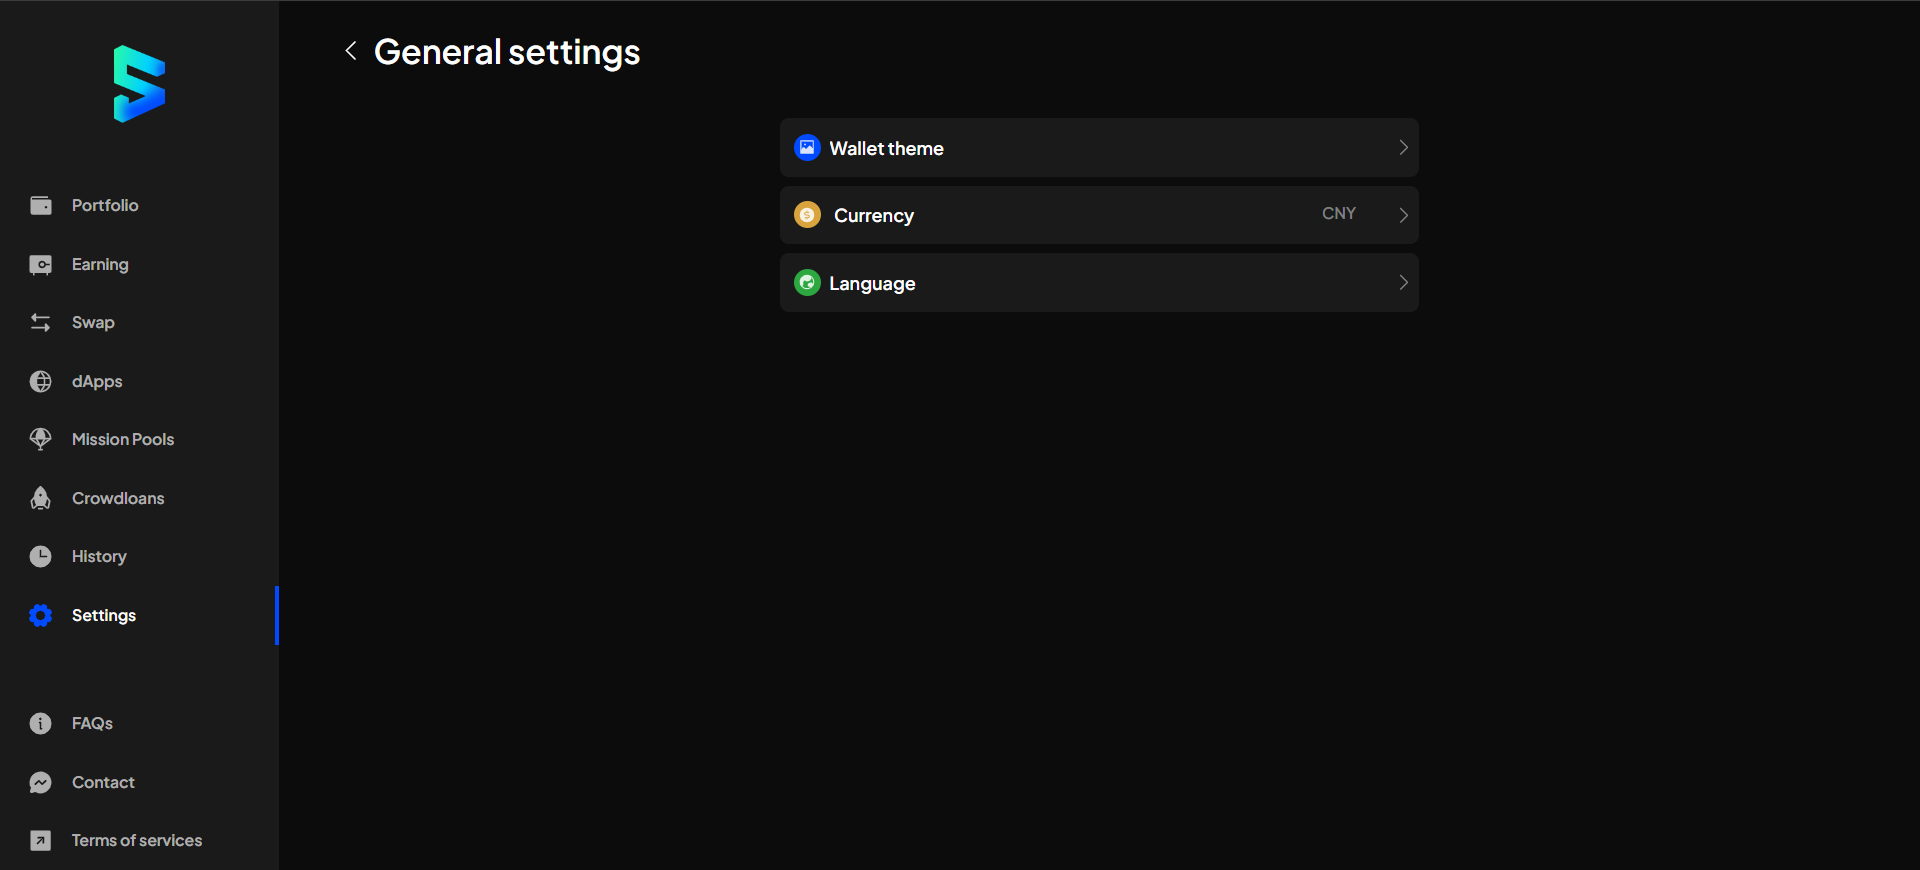 General settings
Portfolio
Earning
Swap
dApps
Mission Pools
Crowdloans
History
Settings
FAQs
Contact
Terms of services
Wallet theme
Currency CNY
Language